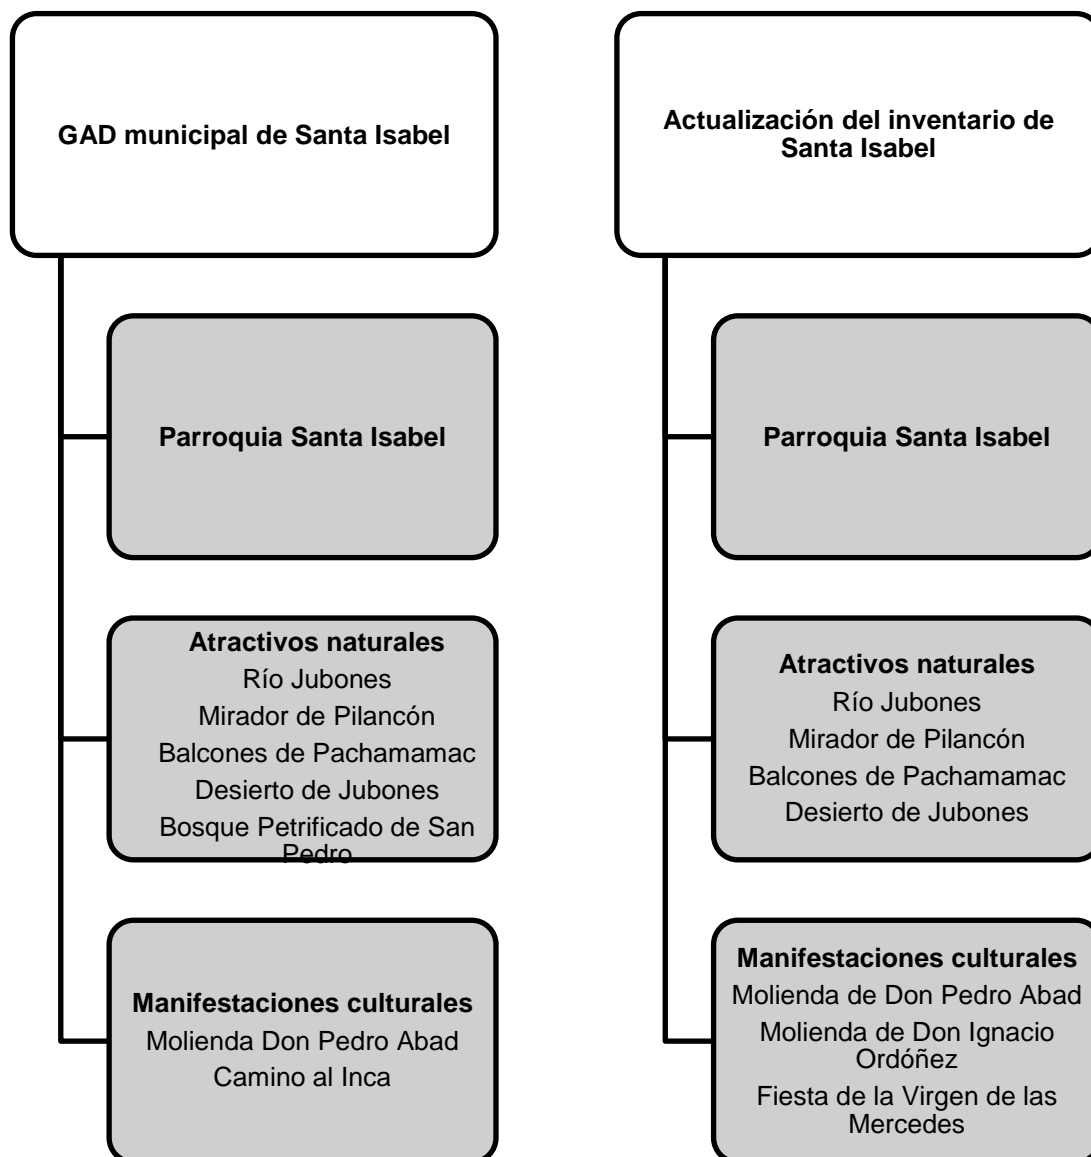 GAD municipal de Santa Isabel
Parroquia Santa Isabel
Atractivos naturales
Río Jubones
Mirador de Pilancón
Balcones de Pachamamac
Desierto de Jubones
Bosque Petrificado de San
Pedro
Manifestaciones culturales
Molienda Don Pedro Abad
Camino al Inca
Actualización del inventario de
Santa Isabel
Parroquia Santa Isabel
Atractivos naturales
Río Jubones
Mirador de Pilancón
Balcones de Pachamamac
Desierto de Jubones
Manifestaciones culturales
Molienda de Don Pedro Abad
Molienda de Don Ignacio
Ordóñez
Fiesta de la Virgen de las
Mercedes